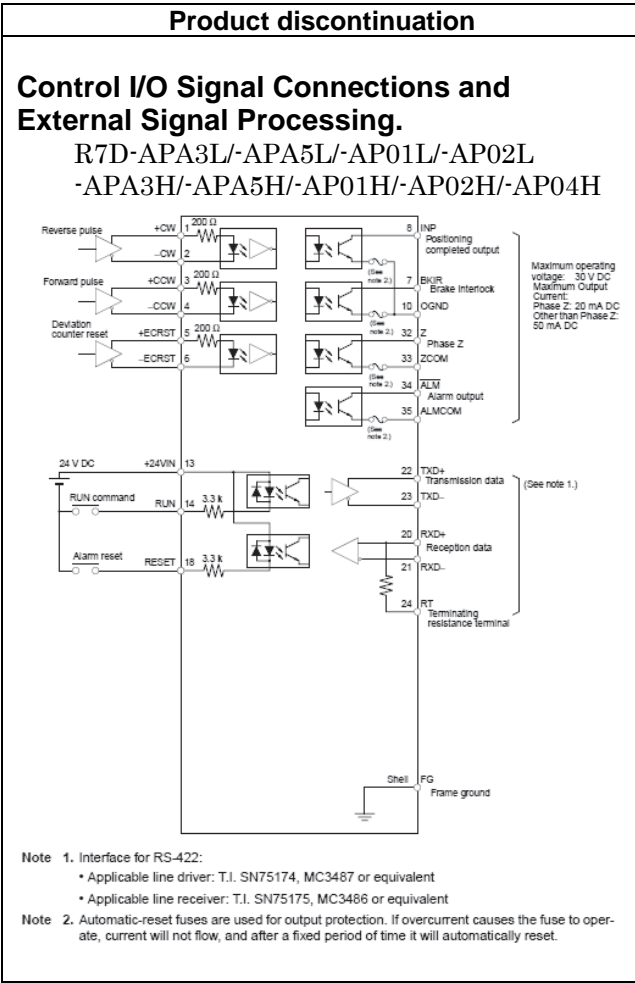 Product discontinuation
Control I/O Signal Connections and
External Signal Processing.
R7D-APA3L/-APA5L/-AP01L/-AP02L
-APA3H/-APA5H/-AP01H/-AP02H/-AP04H
Reverse pulse +CW 1 200 Ω
–CW 2
Forward pulse +CCW 3 200 Ω
–CCW 4
Deviation
counter reset +ECRST 5 200 Ω
–ECRST 6
8 INP
Positioning
completed output
(See
note 2.)
7 BKIR
Brake Interlock
10 OGND
(See
note 2.)
32 Z
Phase Z
33 ZCOM
(See
note 2.)
34 ALM
Alarm output
35 ALMCOM
(See
note 2.)
Maximum operating
voltage: 30 V DC
Maximum Output
Current:
Phase Z: 20 mA DC
Other than Phase Z:
50 mA DC
24 V DC +24VIN 13
RUN command RUN 14 3.3 k
Alarm reset RESET 18 3.3 k
22 TXD+
Transmission data
23 TXD–
(See note 1.)
20 RXD+
Reception data
21 RXD–
24 RT
Terminating
resistance terminal
Shell FG
Frame ground
Note 1. Interface for RS-422:
• Applicable line driver: T.I. SN75174, MC3487 or equivalent
• Applicable line receiver: T.I. SN75175, MC3486 or equivalent
Note 2. Automatic-reset fuses are used for output protection. If overcurrent causes the fuse to oper-
ate, current will not flow, and after a fixed period of time it will automatically reset.